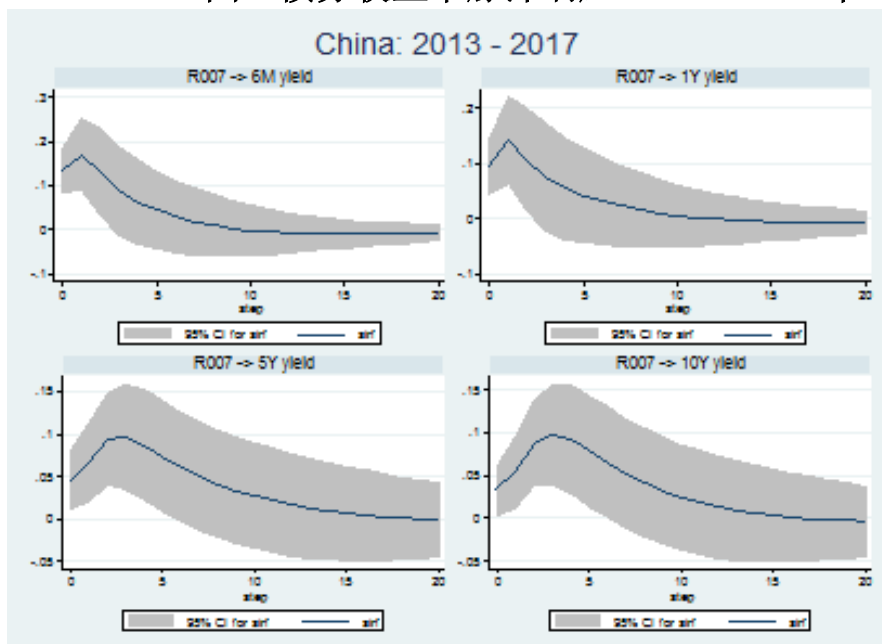 China: 2013 - 2017
R007 -> 6M yield
R007 -> 1Y yield
.2
.2
.1
0
-.1
.2
.1
0
-.1
0 5 10 15 20
step
0 5 10 15 20
step
95% CI for sirf sirf
95% CI for sirf sirf
R007 -> 5Y yield
R007 -> 10Y yield
.15
.1
.05
0
-.05
.15
.1
.05
0
-.05
0 5 10 15 20
step
0 5 10 15 20
step
95% CI for sirf sirf
95% CI for sirf sirf